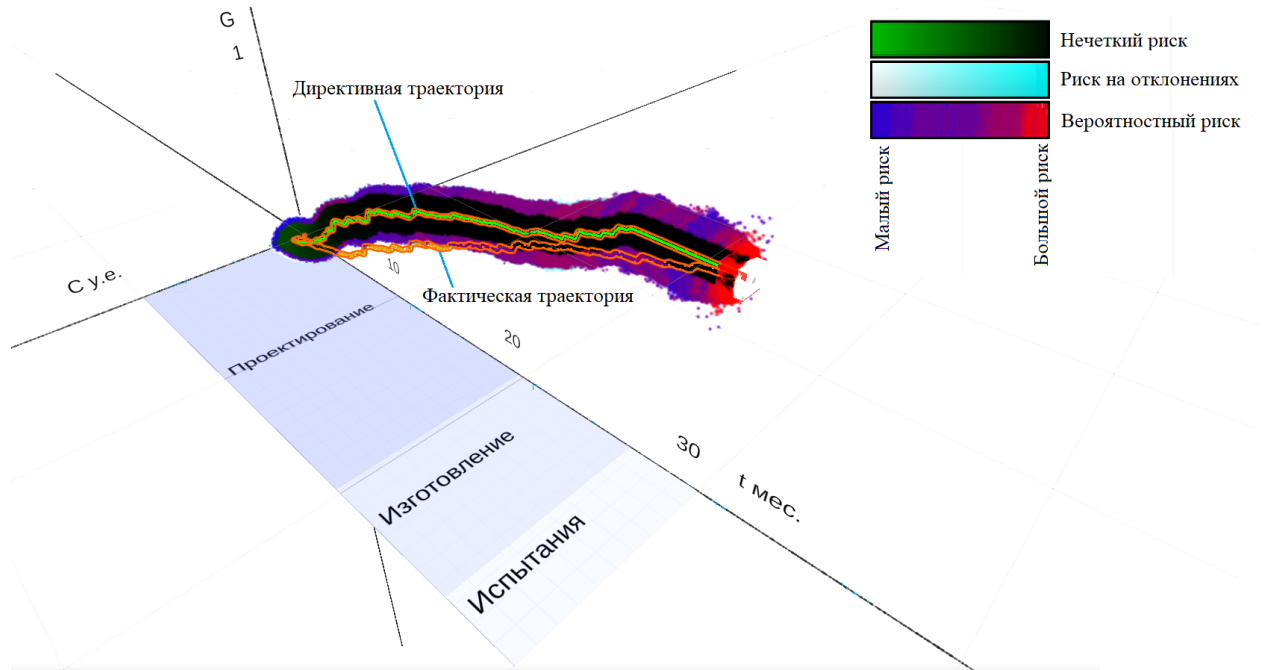 G
1
Директивная траектория
Нечеткий риск
Риск на отклонениях
Вероятностный риск
Малый риск
Большой риск
С у.е.
10
Фактическая траектория
Проектирование
20
Изготовление
30
t мес.
Испытания